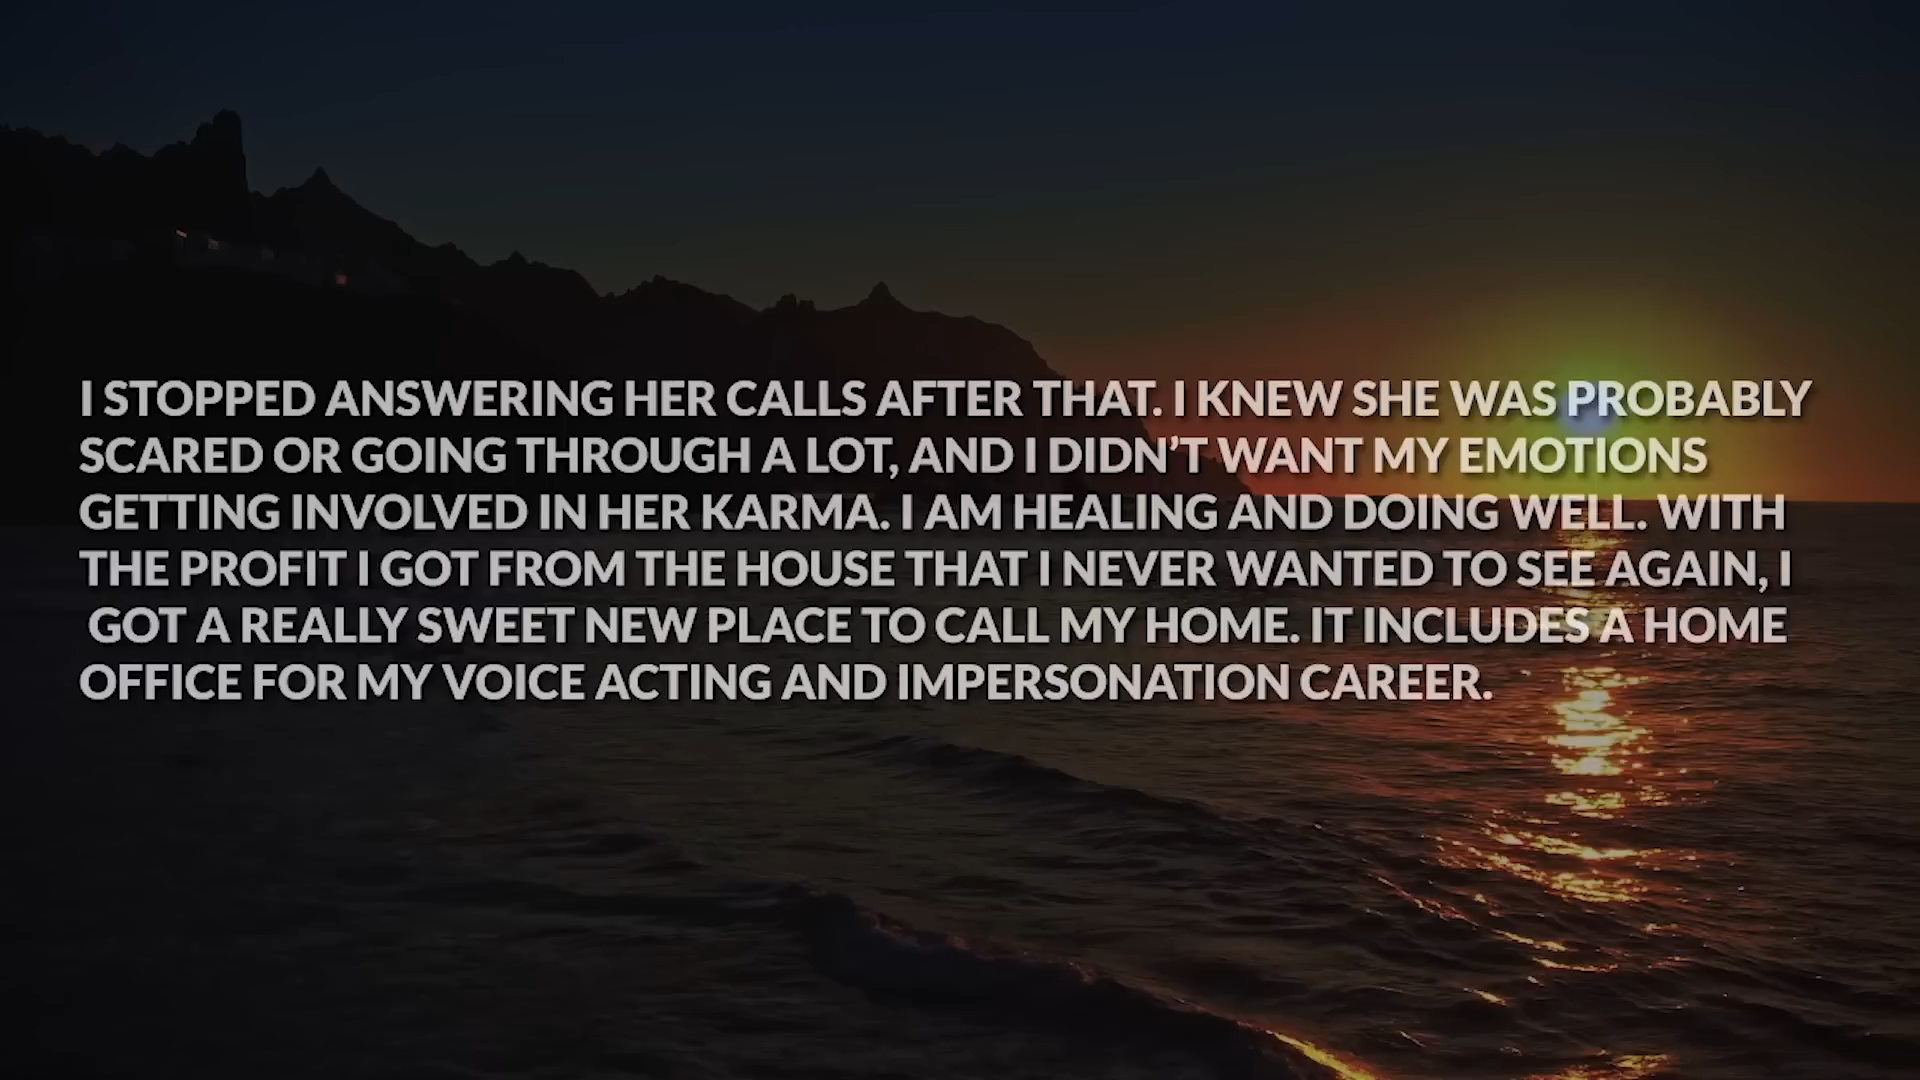 I STOPPED ANSWERING HER CALLS AFTER THAT. I KNEW SHE WAS PROBABLY
SCARED OR GOING THROUGH A LOT, AND I DIDN’T WANT MY EMOTIONS
GETTING INVOLVED IN HER KARMA. I AM HEALING AND DOING WELL. WITH
THE PROFIT I GOT FROM THE HOUSE THAT I NEVER WANTED TO SEE AGAIN, I
GOT A REALLY SWEET NEW PLACE TO CALL MY HOME. IT INCLUDES A HOME
OFFICE FOR MY VOICE ACTING AND IMPERSONATION CAREER.